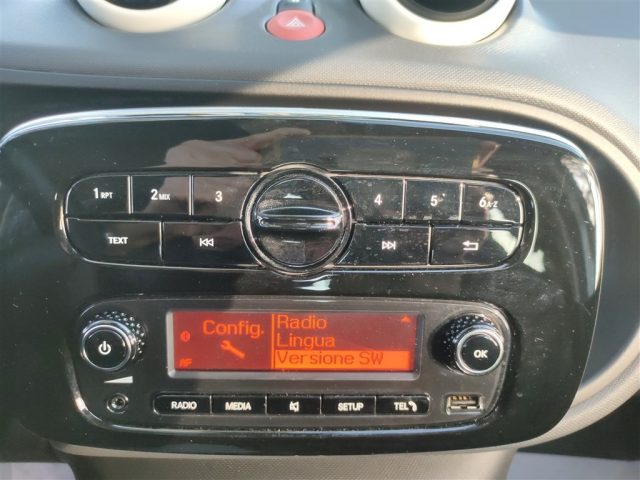 1 RPT 2 MIX 3 4 5 6 A-Z
TEXT
Config.
Radio
Lingua
Versione SW
AF
OK
RADIO MEDIA SETUP TEL